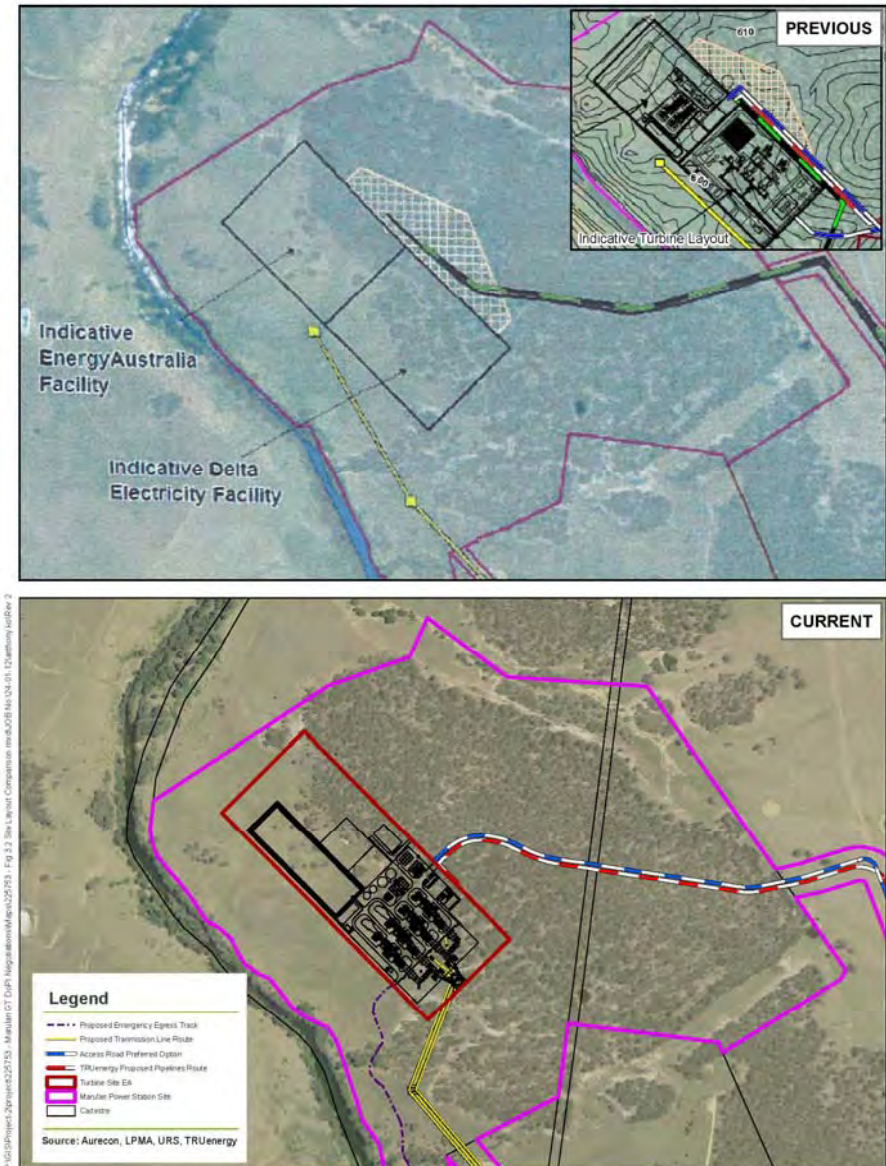 PREVIOUS
610
600
Indicative Turbine Layout
Indicative
EnergyAustralia
Facility
Indicative Delta
Electricity Facility
CURRENT
Legend
Proposed Emergency Egress Track
Proposed Tranmission Line Route
Access Road Preferred Option
TRUenergy Proposed Pipelines Route
Turbine Site EA
Marulan Power Station Site
Cadastre
Source: Aurecon, LPMA, URS, TRUenergy